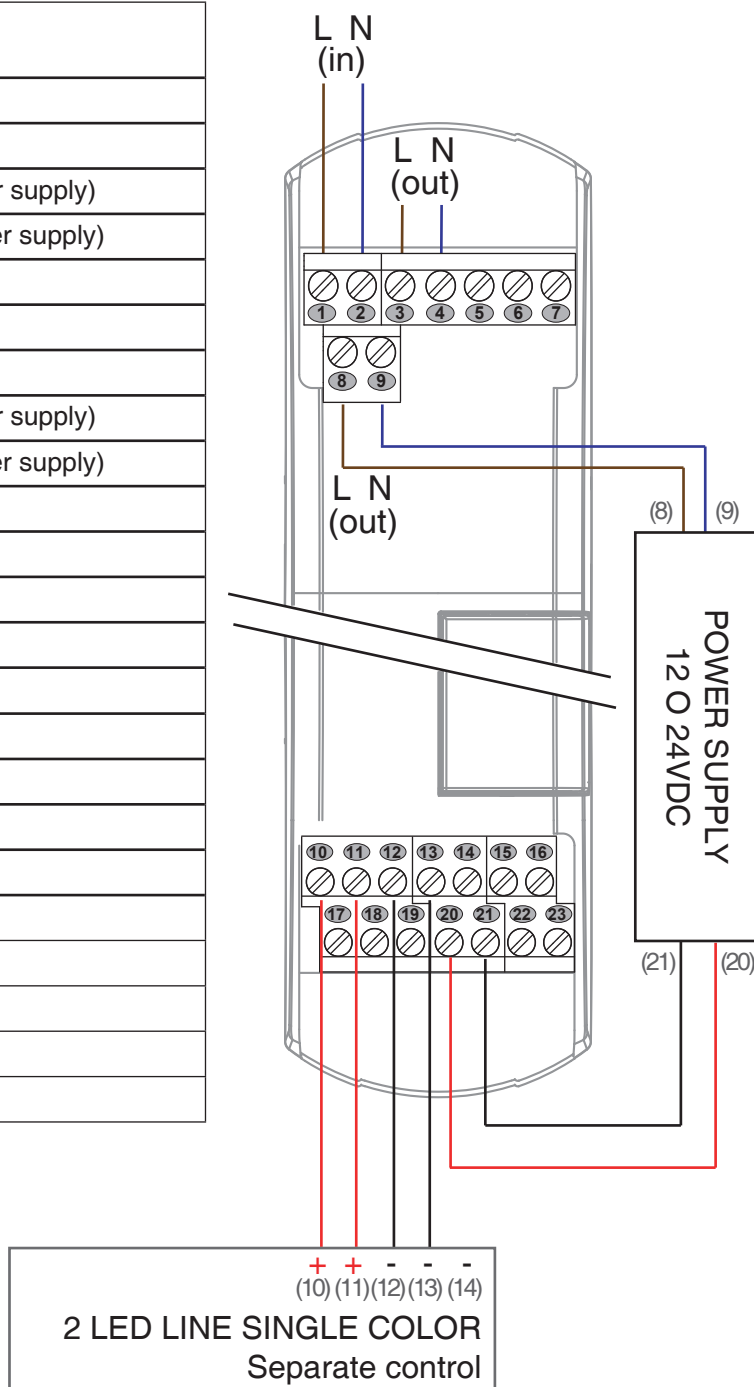 r supply)
er supply)
r supply)
er supply)
L N
(in)
L N
(out)
1 2 3 4 5 6 7
8 9
L N
(out)
(8) (9)
POWER SUPPLY
12 O 24VDC
10 11 12 13 14 15 16
17 18 19 20 21 22 23
(21) (20)
+ + - - -
(10) (11) (12) (13) (14)
2 LED LINE SINGLE COLOR
Separate control